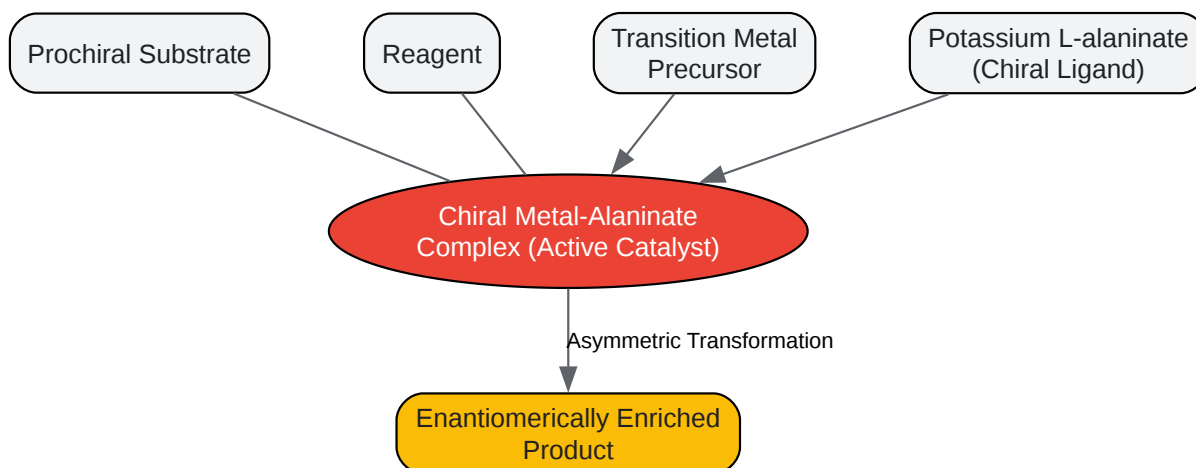 Prochiral Substrate
Reagent
Transition Metal
Precursor
Potassium L-alaninate
(Chiral Ligand)
Chiral Metal-Alaninate
Complex (Active Catalyst)
Asymmetric Transformation
Enantiomerically Enriched
Product